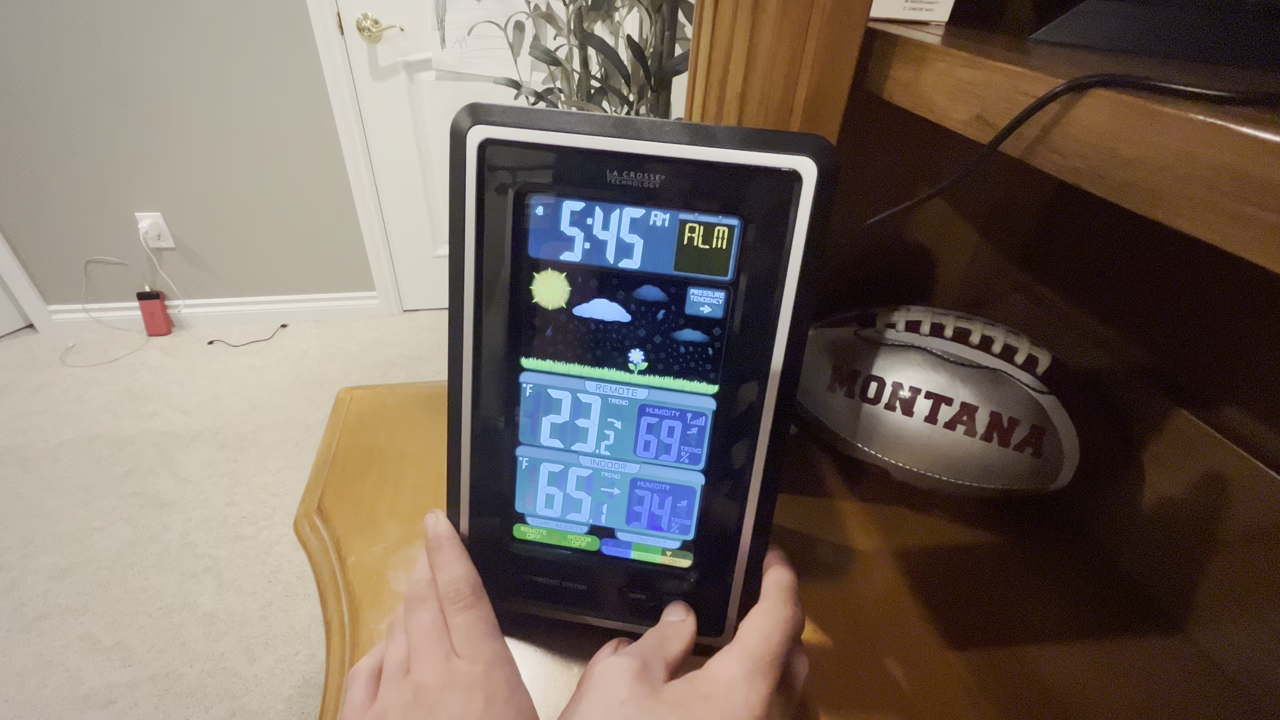 LA CROSSE
TECHNOLOGY
5:45 AM ALM
PRESSURE
TENDENCY
REMOTE
°F 23.2 TREND HUMIDITY 69 % TREND
INDOOR
°F 65.1 TREND HUMIDITY 34 % TREND
REMOTE
OFF
INDOOR
OFF
MONTANA